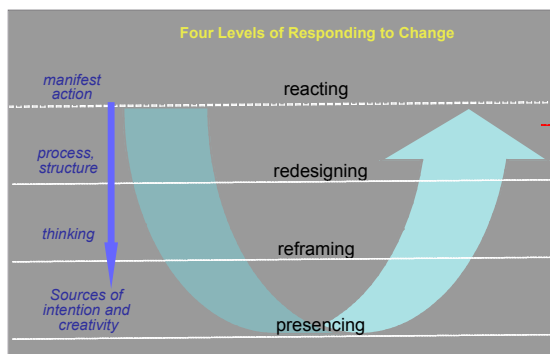 Four Levels of Responding to Change
manifest
action
reacting
process,
structure
redesigning
thinking
reframing
Sources of
intention and
creativity
presencing